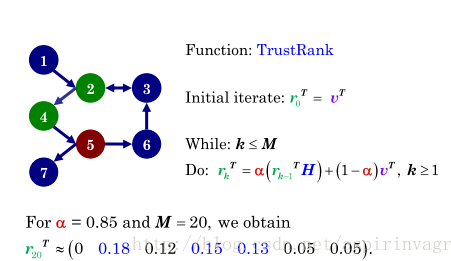 Function: TrustRank
1
2
3
Initial iterate: r₀ᵀ = vᵀ
4
5
6
While: k ≤ M
7
Do: rₖᵀ = α(rₖ₋₁ᵀH) + (1 − α)vᵀ, k ≥ 1
For α = 0.85 and M = 20, we obtain
r₂₀ᵀ ≈ (0 0.18 0.12 0.15 0.13 0.05 0.05).